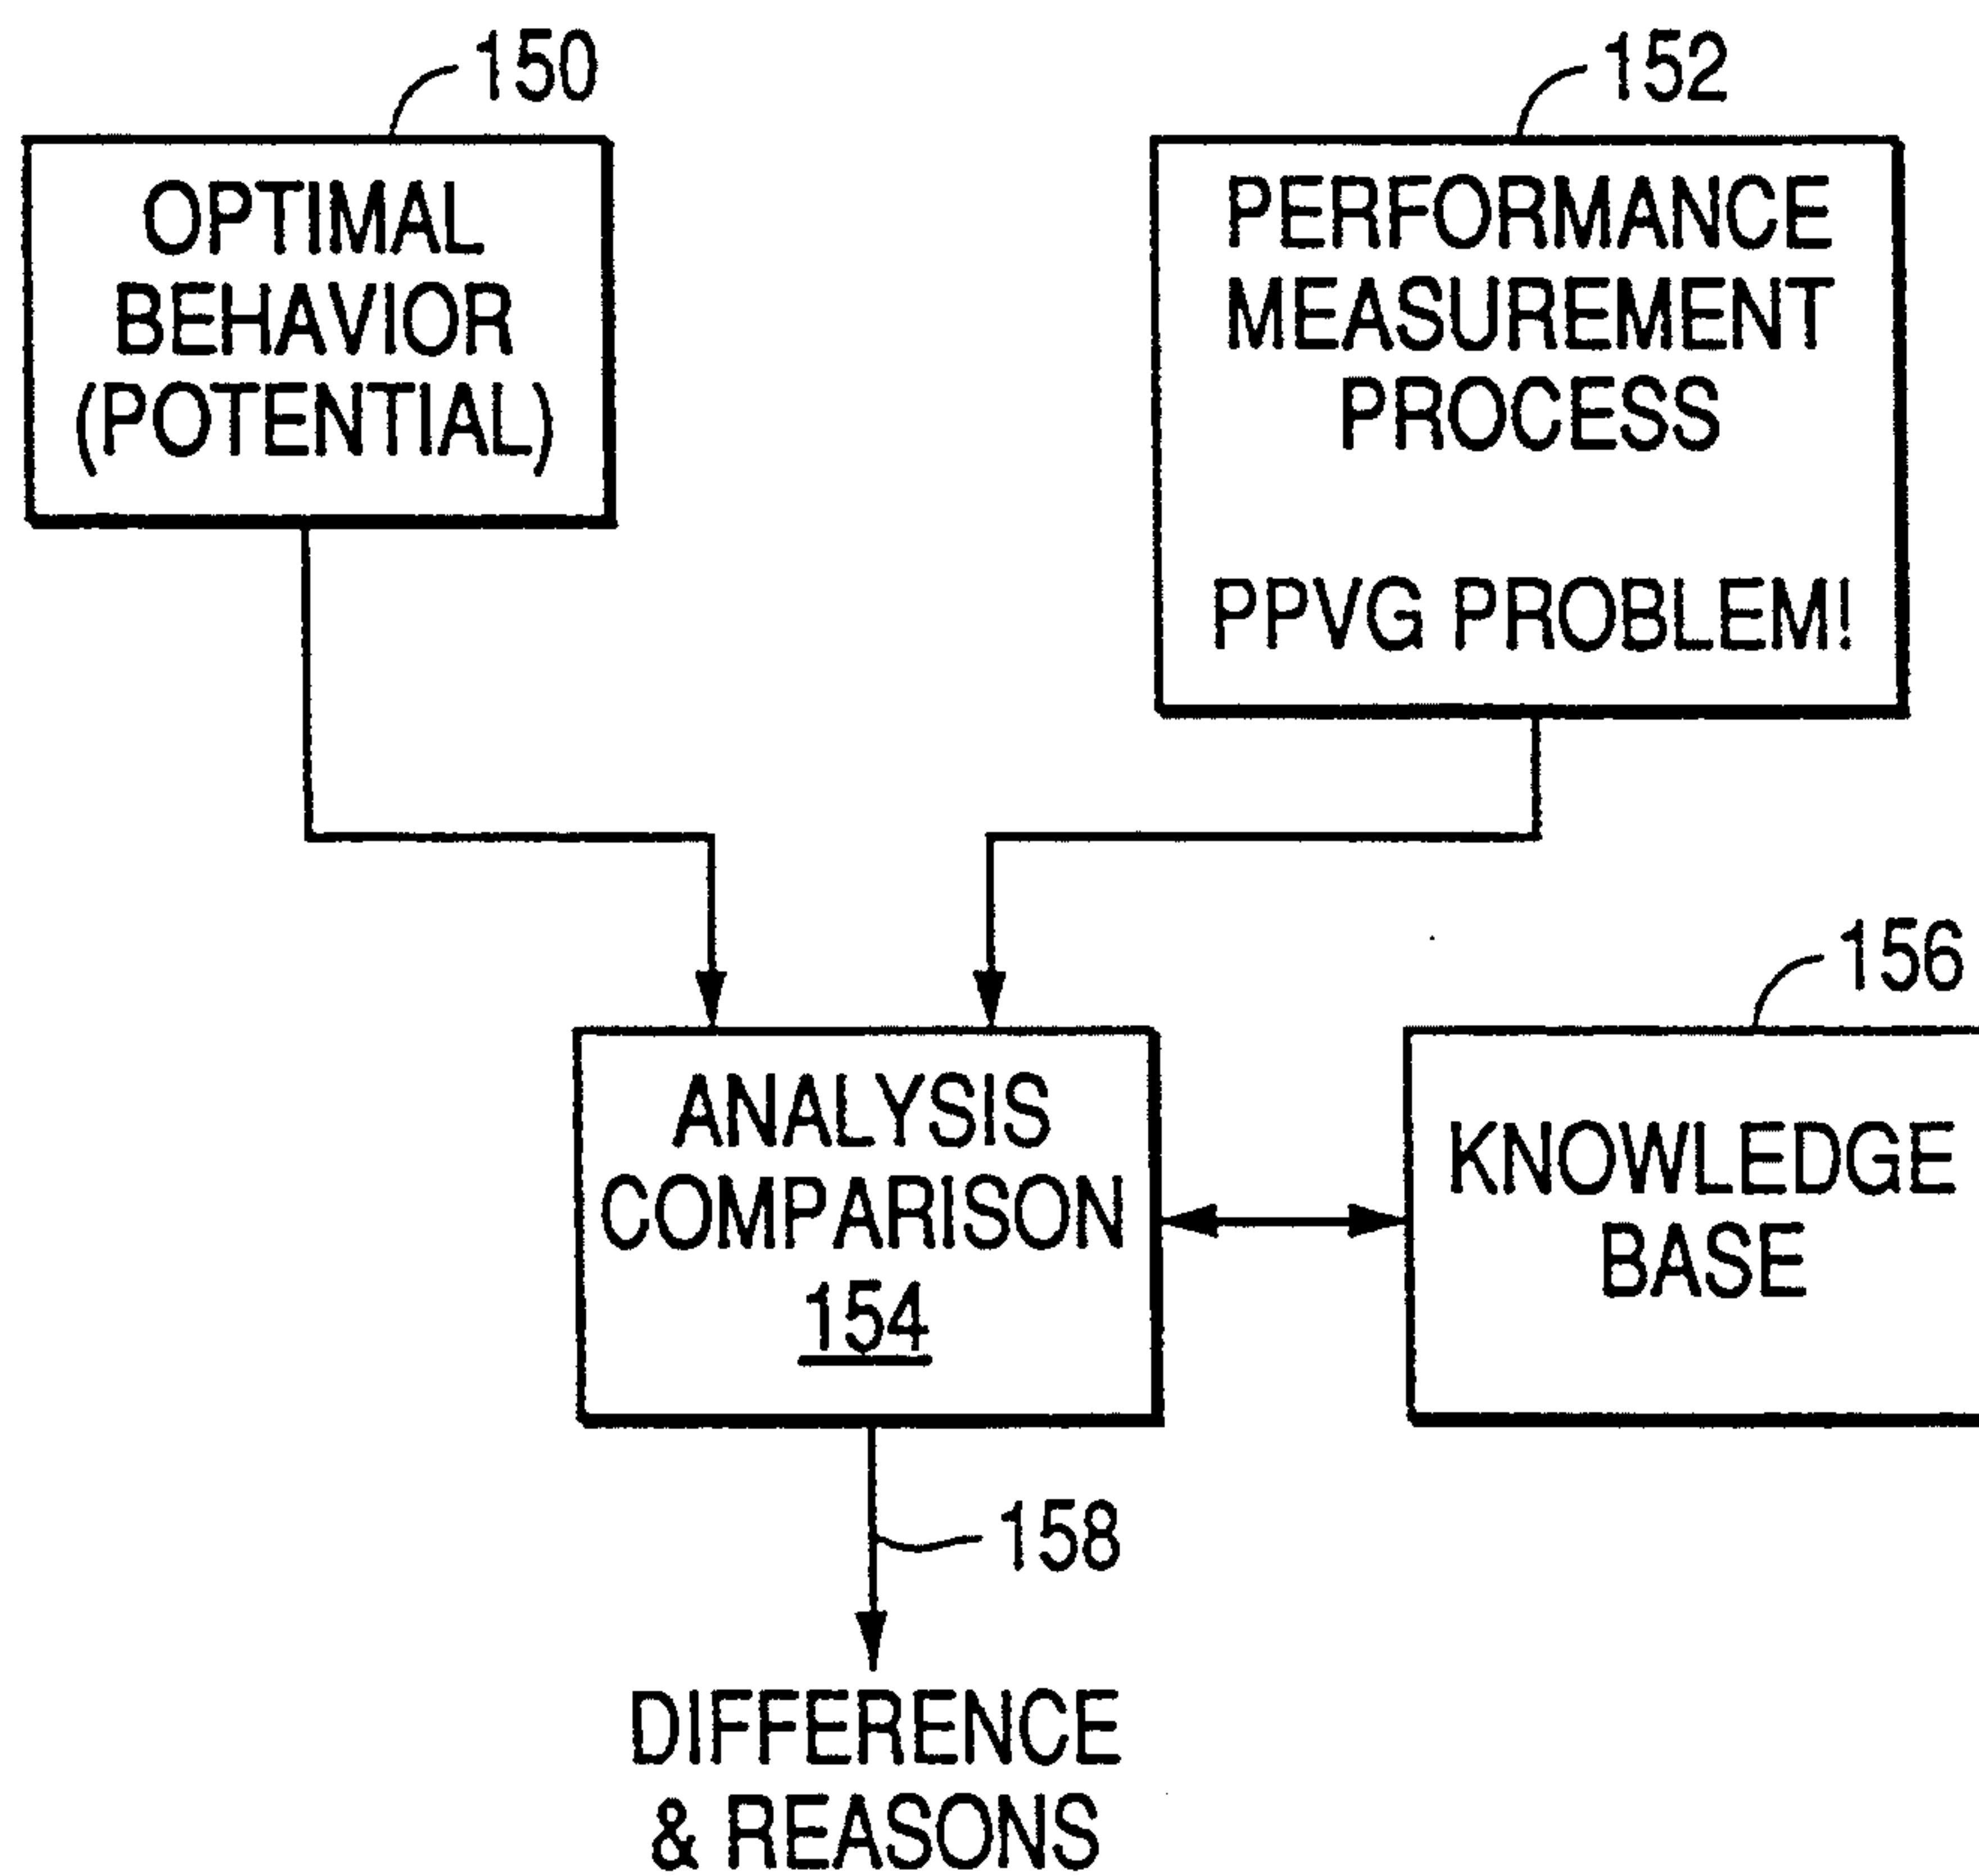 150
OPTIMAL
BEHAVIOR
(POTENTIAL)
152
PERFORMANCE
MEASUREMENT
PROCESS
PPVG PROBLEM!
ANALYSIS
COMPARISON
154
156
KNOWLEDGE
BASE
158
DIFFERENCE
& REASONS